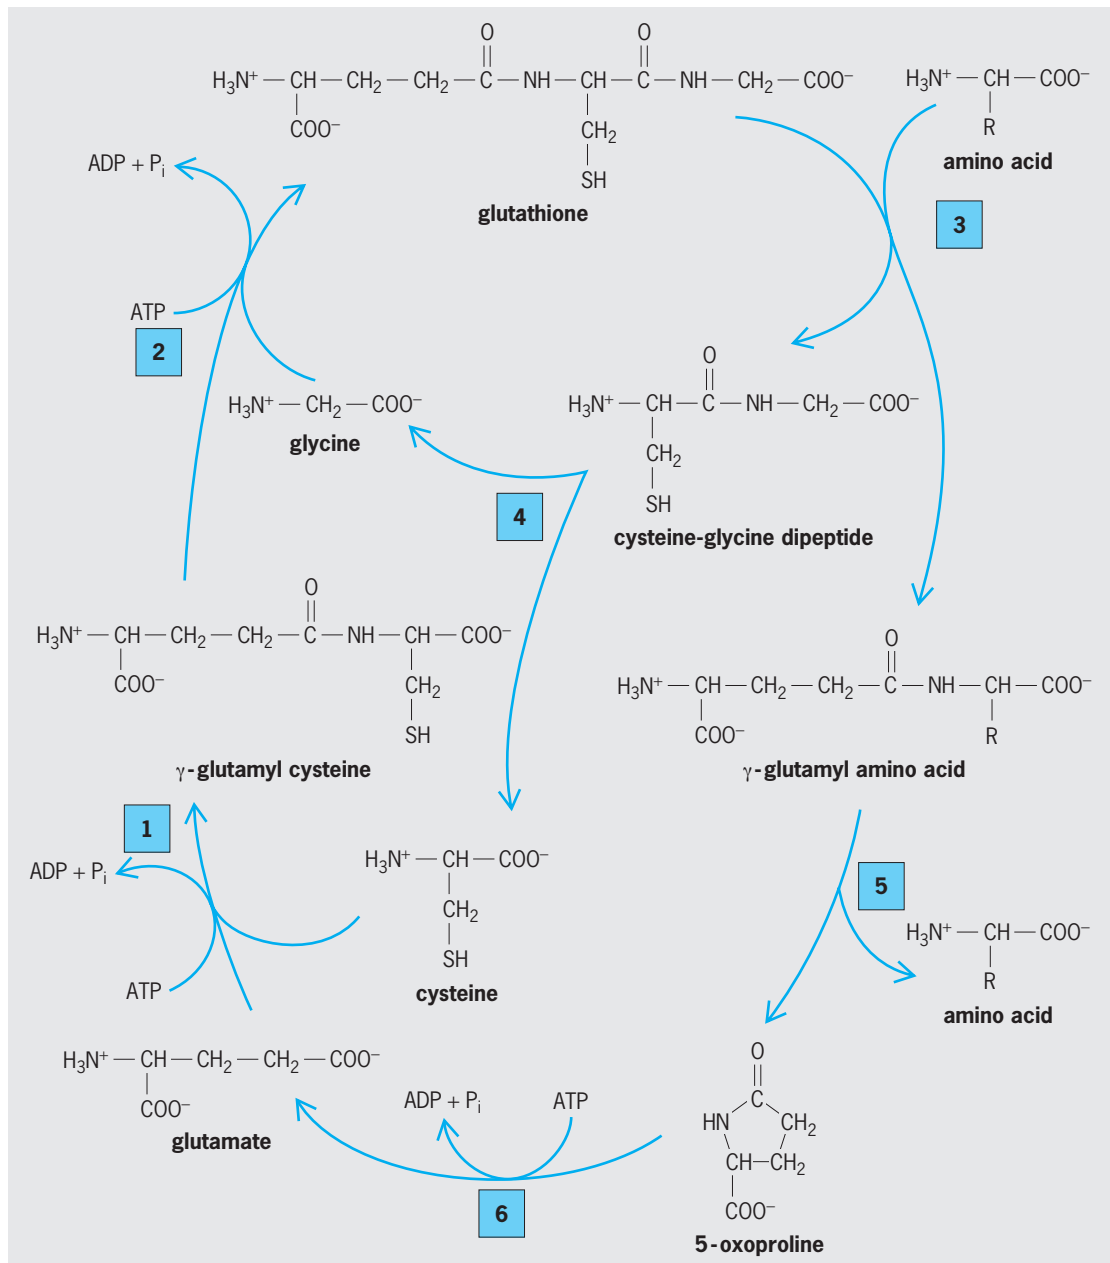 O O
H₃N⁺—CH—CH₂—CH₂—C—NH—CH—C—NH—CH₂—COO⁻
COO⁻ CH₂
SH
glutathione
H₃N⁺—CH—COO⁻
R
amino acid
3
ADP + Pᵢ
ATP
2
H₃N⁺—CH₂—COO⁻
glycine
O
H₃N⁺—CH—C—NH—CH₂—COO⁻
CH₂
SH
cysteine-glycine dipeptide
4
O
H₃N⁺—CH—CH₂—CH₂—C—NH—CH—COO⁻
COO⁻ CH₂
SH
γ-glutamyl cysteine
O
H₃N⁺—CH—CH₂—CH₂—C—NH—CH—COO⁻
COO⁻ R
γ-glutamyl amino acid
1
ADP + Pᵢ
ATP
H₃N⁺—CH—COO⁻
CH₂
SH
cysteine
5
H₃N⁺—CH—COO⁻
R
amino acid
H₃N⁺—CH—CH₂—CH₂—COO⁻
COO⁻
glutamate
ADP + Pᵢ ATP
6
O
C
HN CH₂
CH—CH₂
COO⁻
5-oxoproline